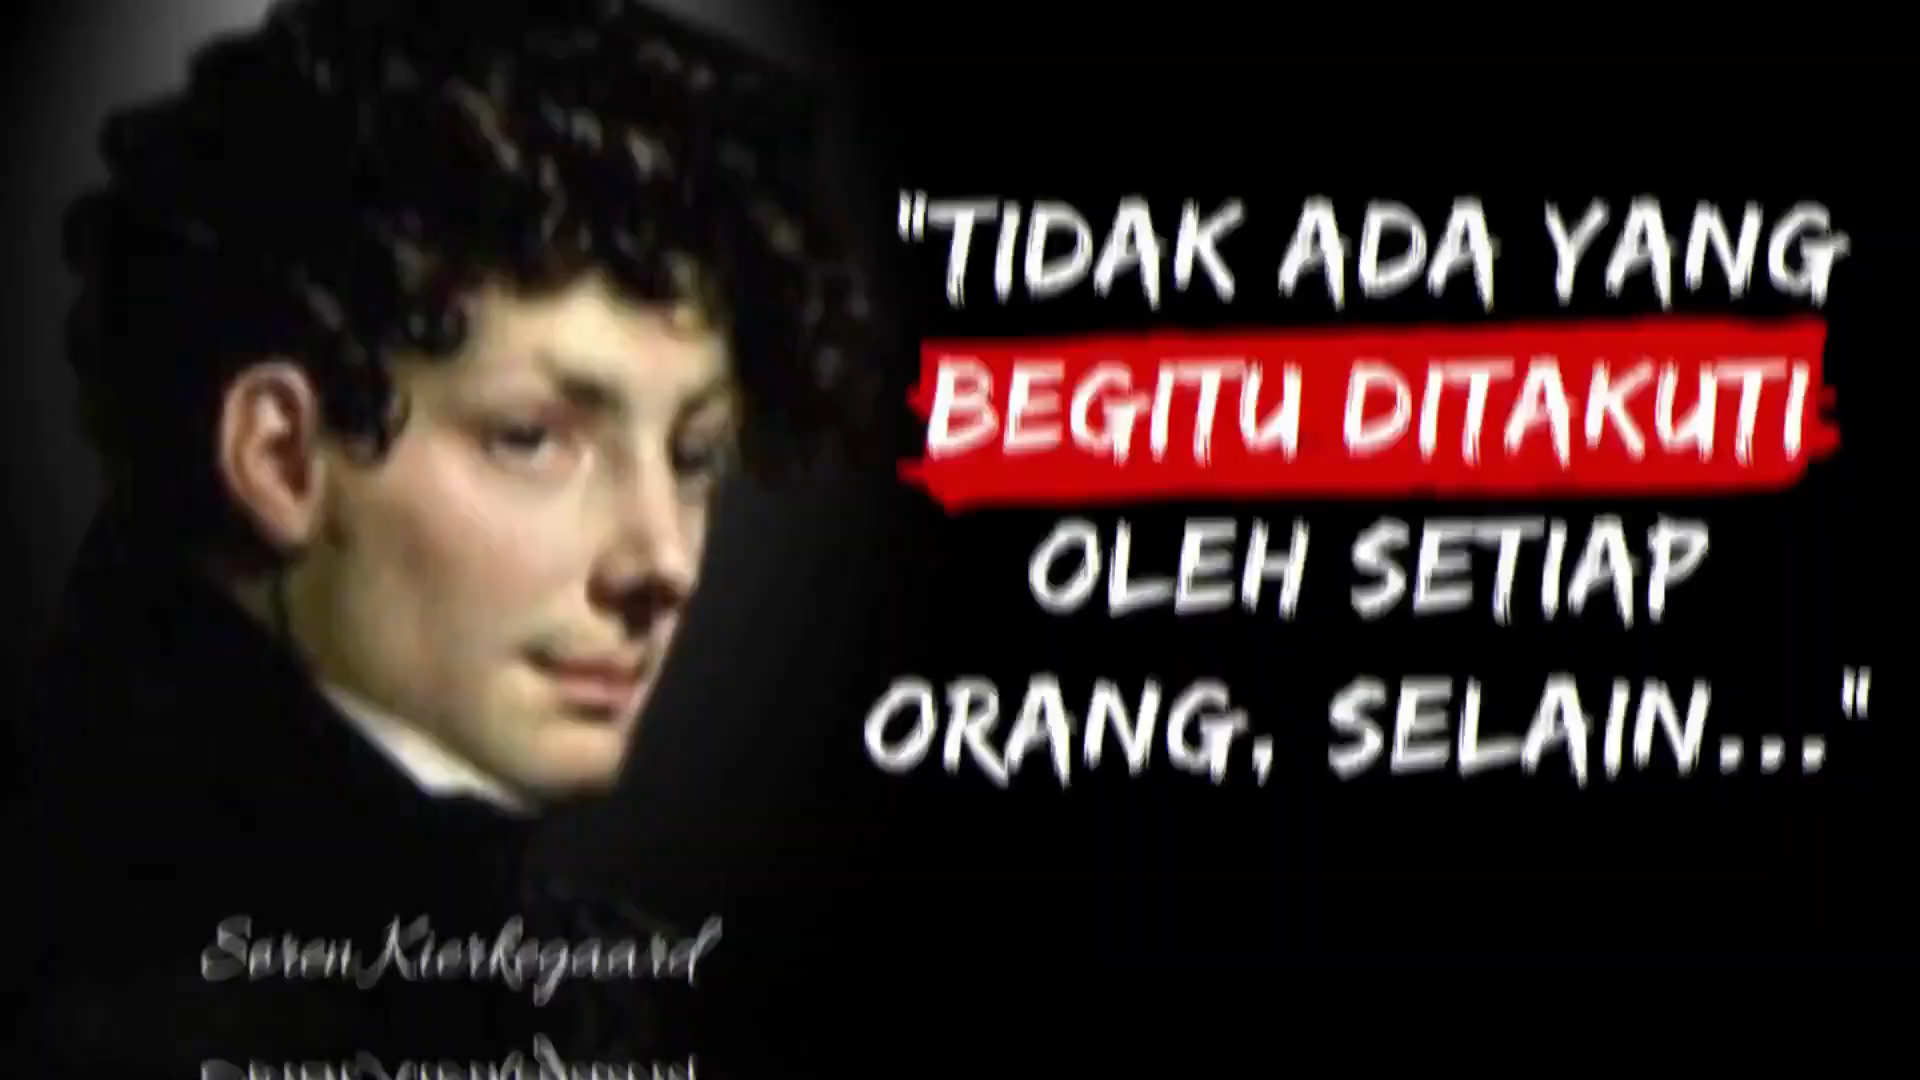 "TIDAK ADA YANG
BEGITU DITAKUTI
OLEH SETIAP
ORANG, SELAIN..."
Søren Kierkegaard